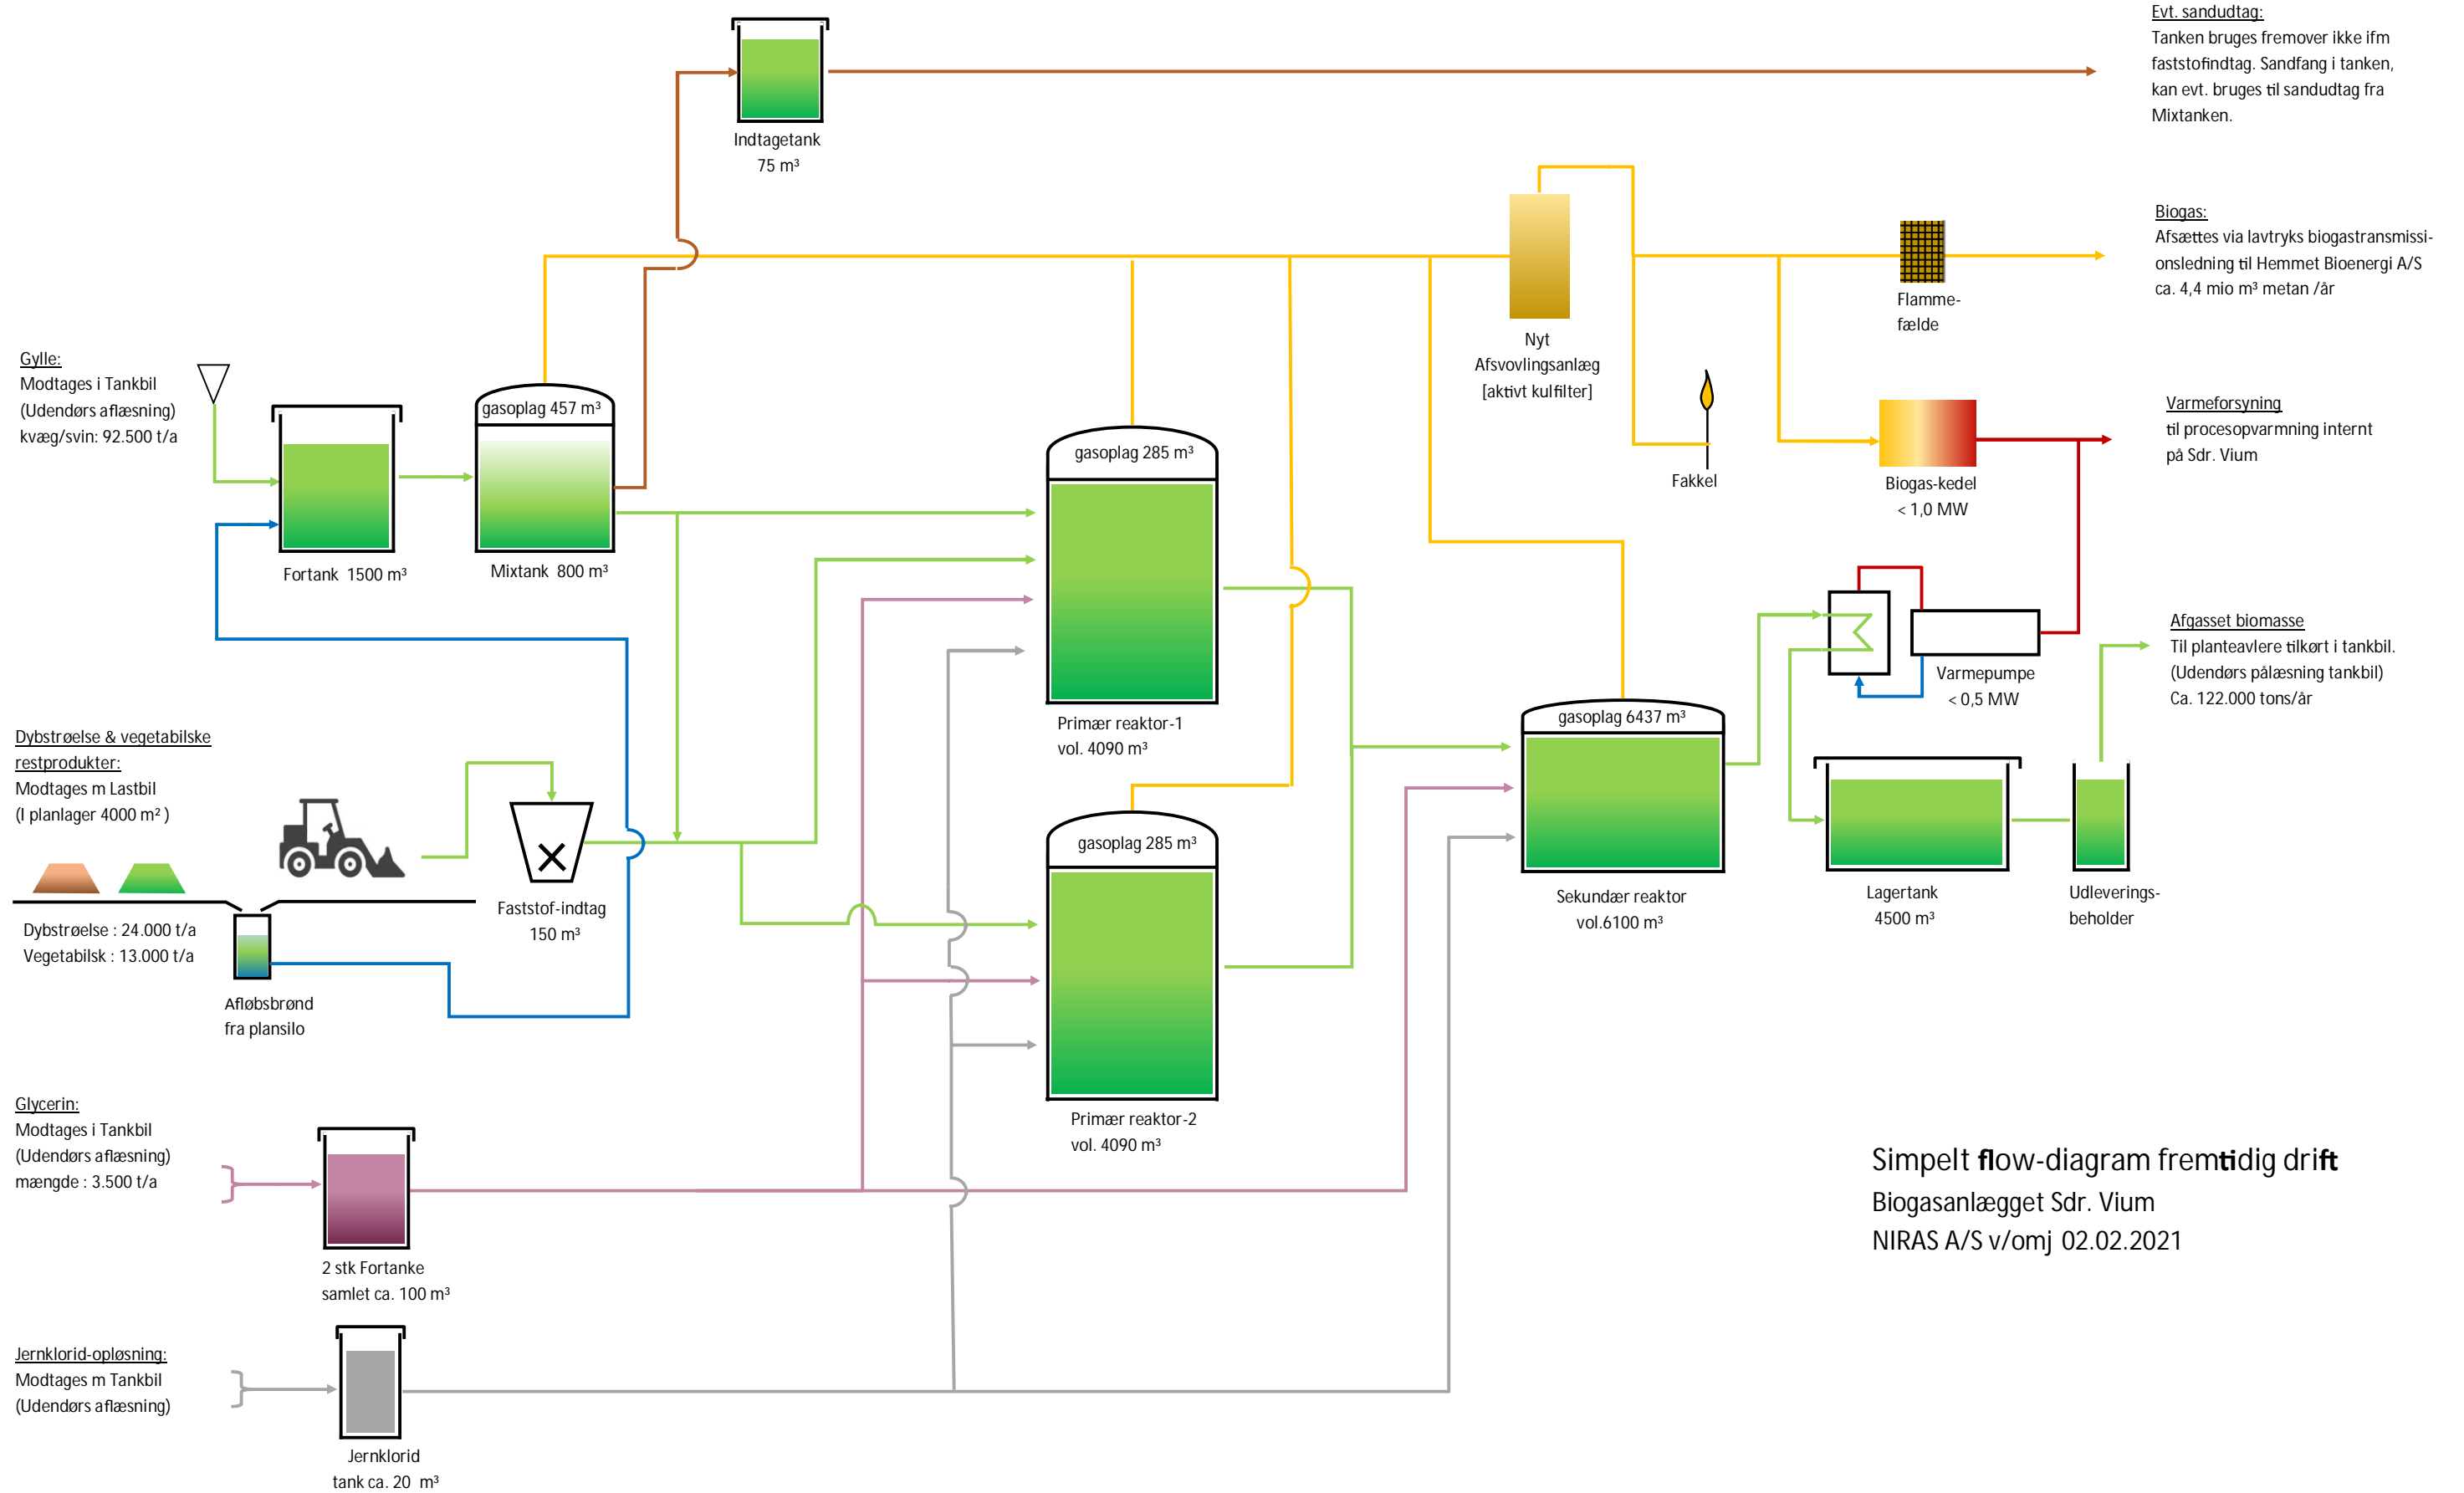 Evt. sandudtag:
Tanken bruges fremover ikke ifm
faststofindtag. Sandfang i tanken,
kan evt. bruges til sandudtag fra
Mixtanken.
Indtagetank
75 m³
Biogas:
Afsættes via lavtryks biogastransmissi-
onsledning til Hemmet Bioenergi A/S
ca. 4,4 mio m³ metan /år
Flamme-
fælde
Nyt
Afsvovlingsanlæg
[aktivt kulfilter]
Gylle:
Modtages i Tankbil
(Udendørs aflæsning)
kvæg/svin: 92.500 t/a
gasoplag 457 m³
Fortank 1500 m³
Mixtank 800 m³
gasoplag 285 m³
Primær reaktor-1
vol. 4090 m³
Fakkel
Varmeforsyning
til procesopvarmning internt
på Sdr. Vium
Biogas-kedel
< 1,0 MW
Varmepumpe
< 0,5 MW
Afgasset biomasse
Til planteavlere tilkørt i tankbil.
(Udendørs pålæsning tankbil)
Ca. 122.000 tons/år
Dybstrøelse & vegetabilske
restprodukter:
Modtages m Lastbil
(I planlager 4000 m² )
Dybstrøelse : 24.000 t/a
Vegetabilsk : 13.000 t/a
Afløbsbrønd
fra plansilo
Faststof-indtag
150 m³
gasoplag 285 m³
Primær reaktor-2
vol. 4090 m³
gasoplag 6437 m³
Sekundær reaktor
vol.6100 m³
Lagertank
4500 m³
Udleverings-
beholder
Glycerin:
Modtages i Tankbil
(Udendørs aflæsning)
mængde : 3.500 t/a
2 stk Fortanke
samlet ca. 100 m³
Jernklorid-opløsning:
Modtages m Tankbil
(Udendørs aflæsning)
Jernklorid
tank ca. 20 m³
Simpelt flow-diagram fremtidig drift
Biogasanlægget Sdr. Vium
NIRAS A/S v/omj 02.02.2021